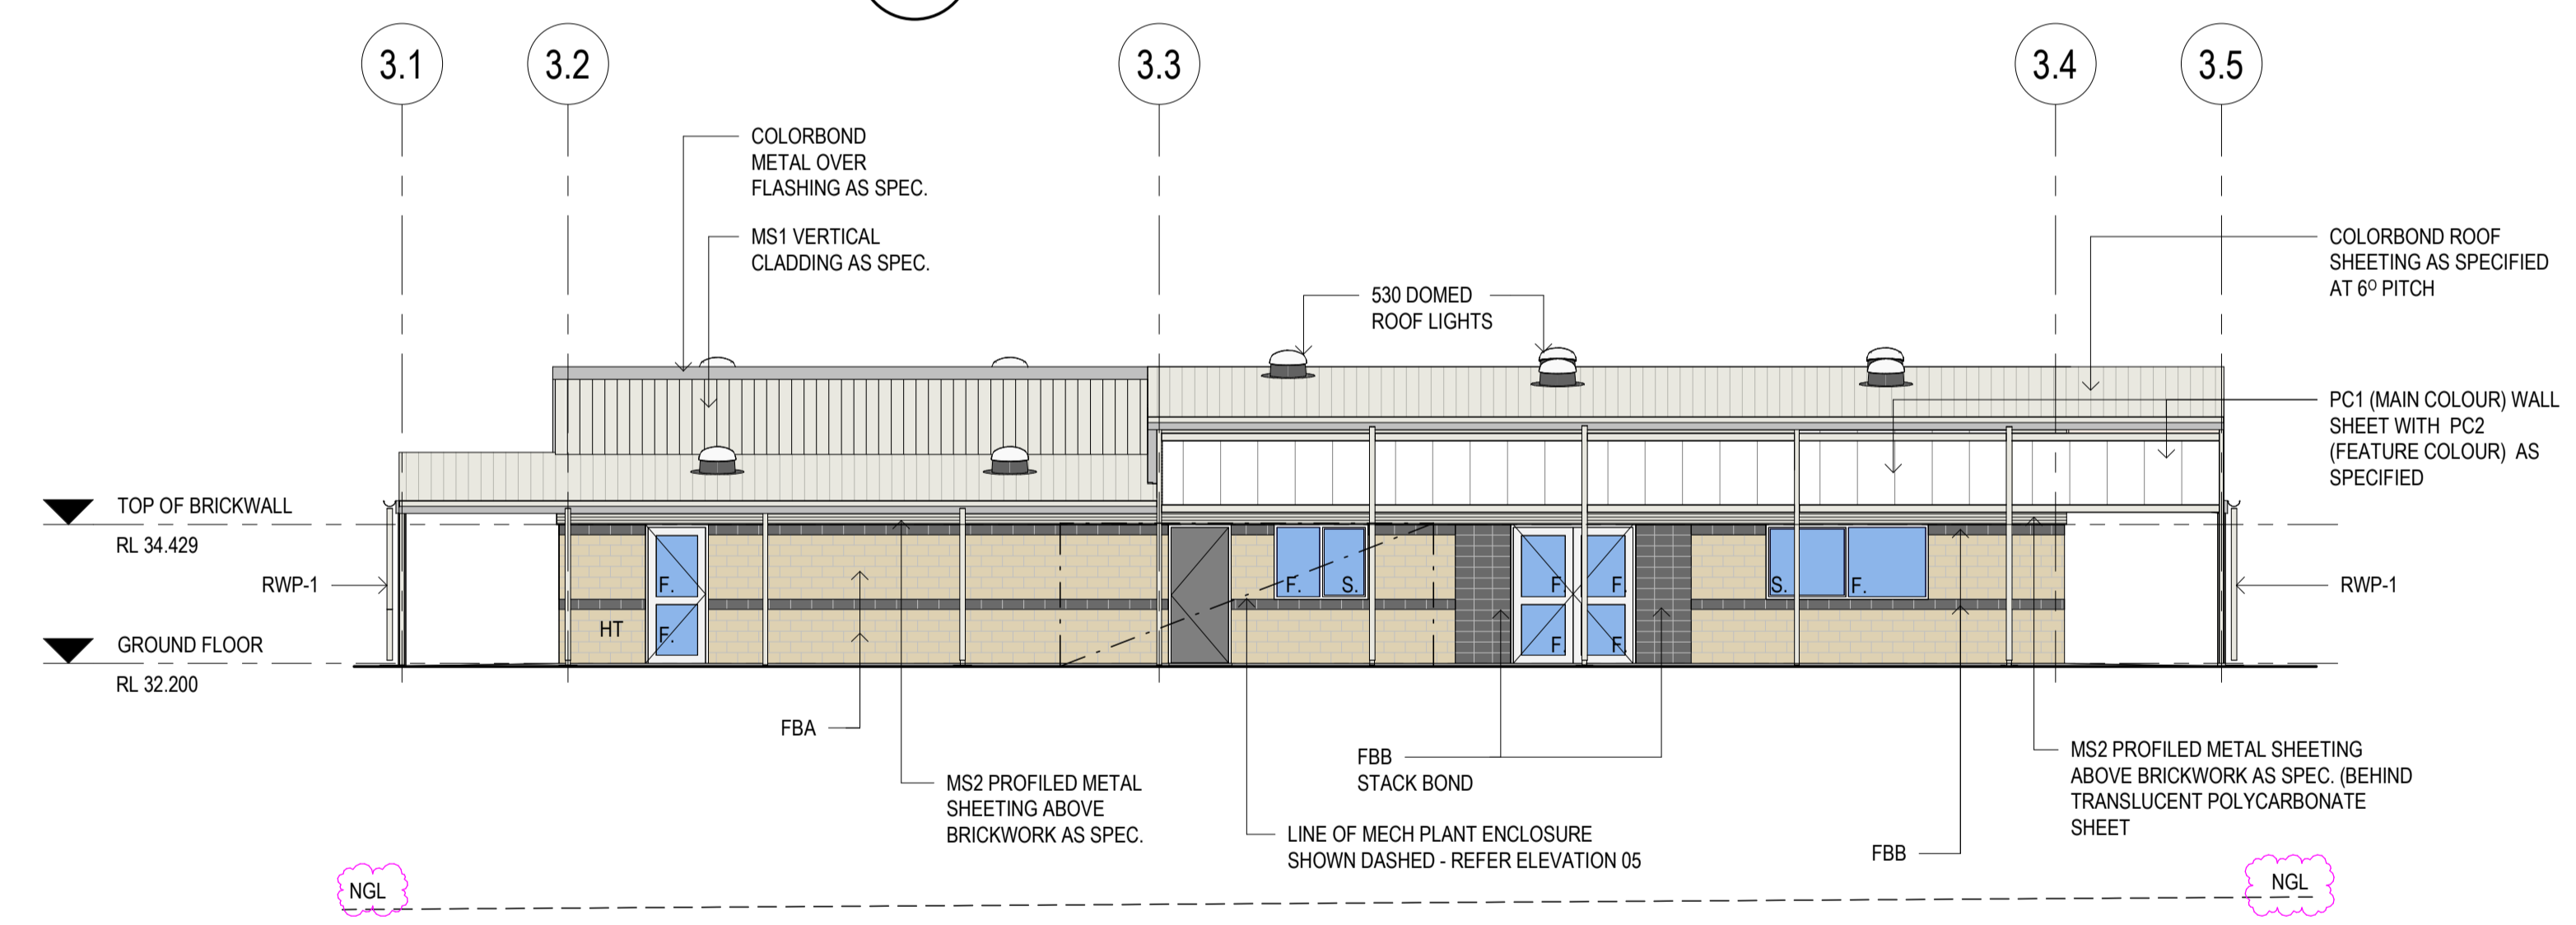 3.1
3.2
3.3
3.4
3.5
COLORBOND
METAL OVER
FLASHING AS SPEC.
MS1 VERTICAL
CLADDING AS SPEC.
530 DOMED
ROOF LIGHTS
COLORBOND ROOF
SHEETING AS SPECIFIED
AT 6º PITCH
PC1 (MAIN COLOUR) WALL
SHEET WITH PC2
(FEATURE COLOUR) AS
SPECIFIED
TOP OF BRICKWALL
RL 34.429
RWP-1
RWP-1
GROUND FLOOR
RL 32.200
HT
F.
F.
F.
S.
F.
F.
F.
F.
S.
F.
FBA
MS2 PROFILED METAL
SHEETING ABOVE
BRICKWORK AS SPEC.
FBB
STACK BOND
LINE OF MECH PLANT ENCLOSURE
SHOWN DASHED - REFER ELEVATION 05
FBB
MS2 PROFILED METAL SHEETING
ABOVE BRICKWORK AS SPEC. (BEHIND
TRANSLUCENT POLYCARBONATE
SHEET
NGL
NGL